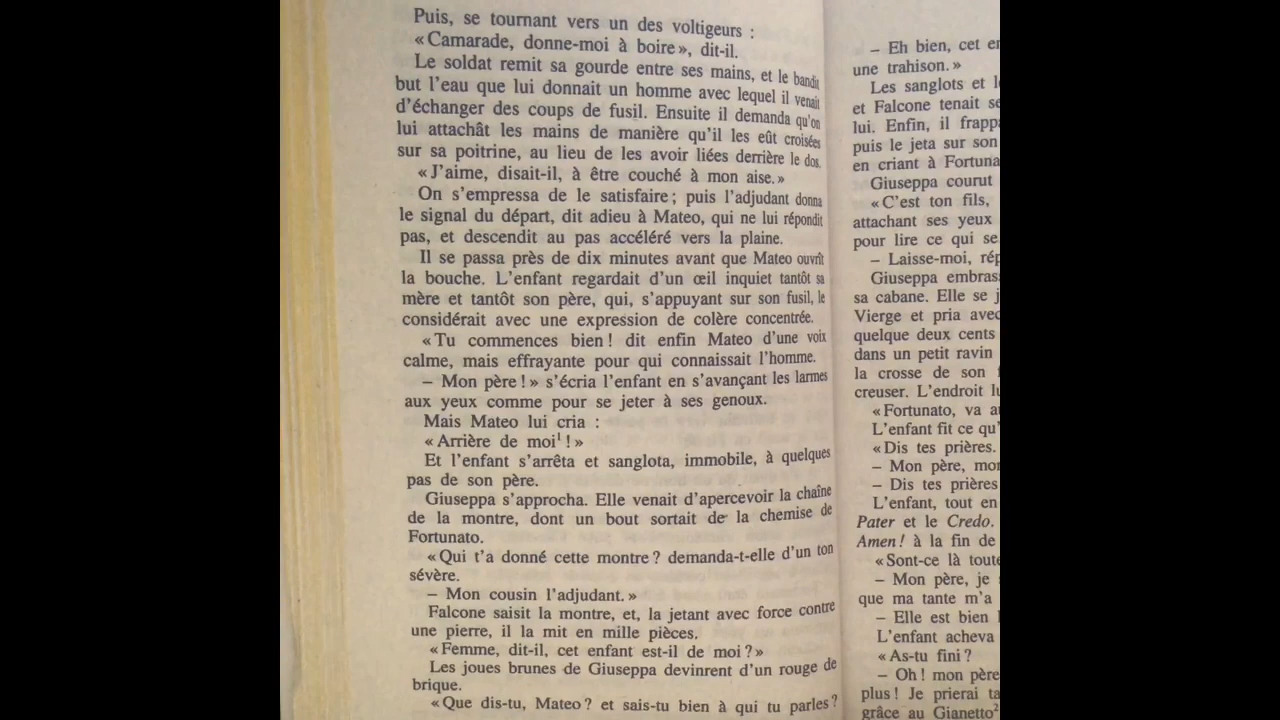 Puis, se tournant vers un des voltigeurs :
« Camarade, donne-moi à boire », dit-il.
Le soldat remit sa gourde entre ses mains, et le bandit
but l'eau que lui donnait un homme avec lequel il venait
d'échanger des coups de fusil. Ensuite il demanda qu'on
lui attachât les mains de manière qu'il les eût croisées
sur sa poitrine, au lieu de les avoir liées derrière le dos.
« J'aime, disait-il, à être couché à mon aise. »
On s'empressa de le satisfaire ; puis l'adjudant donna
le signal du départ, dit adieu à Mateo, qui ne lui répondit
pas, et descendit au pas accéléré vers la plaine.
Il se passa près de dix minutes avant que Mateo ouvrît
la bouche. L'enfant regardait d'un œil inquiet tantôt sa
mère et tantôt son père, qui, s'appuyant sur son fusil, le
considérait avec une expression de colère concentrée.
« Tu commences bien ! dit enfin Mateo d'une voix
calme, mais effrayante pour qui connaissait l'homme.
– Mon père ! » s'écria l'enfant en s'avançant les larmes
aux yeux comme pour se jeter à ses genoux.
Mais Mateo lui cria :
« Arrière de moi¹ ! »
Et l'enfant s'arrêta et sanglota, immobile, à quelques
pas de son père.
Giuseppa s'approcha. Elle venait d'apercevoir la chaîne
de la montre, dont un bout sortait de la chemise de
Fortunato.
« Qui t'a donné cette montre ? demanda-t-elle d'un ton
sévère.
– Mon cousin l'adjudant. »
Falcone saisit la montre, et, la jetant avec force contre
une pierre, il la mit en mille pièces.
« Femme, dit-il, cet enfant est-il de moi ? »
Les joues brunes de Giuseppa devinrent d'un rouge de
brique.
« Que dis-tu, Mateo ? et sais-tu bien à qui tu parles ?
– Eh bien, cet
une trahison. »
Les sanglots et
et Falcone tenait
lui. Enfin, il
puis le jeta sur son
en criant à
Giuseppa courut
« C'est ton fils,
attachant ses yeux
pour lire ce qui se
– Laisse-moi,
Giuseppa
sa cabane. Elle se
Vierge et pria
quelque deux cents
dans un petit ravin
la crosse de son
creuser. L'endroit
« Fortunato, va
L'enfant fit ce
« Dis tes prières.
– Mon père,
– Dis tes prières
L'enfant, tout en
Pater et le Credo.
Amen ! à la fin de
« Sont-ce là
– Mon père, je
que ma tante m'a
– Elle est bien
L'enfant acheva
« As-tu fini ?
– Oh ! mon père
plus ! Je prierai
grâce au Gianetto²